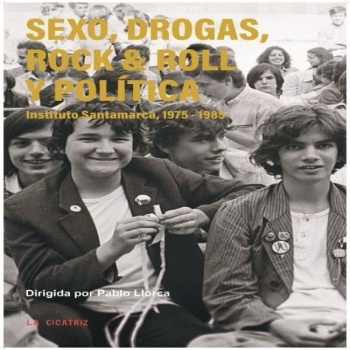 SEXO, DROGAS,
ROCK & ROLL
Y POLÍTICA
Instituto Santamarca, 1975 - 1985
Dirigida por Pablo Llorca
LA CICATRIZ